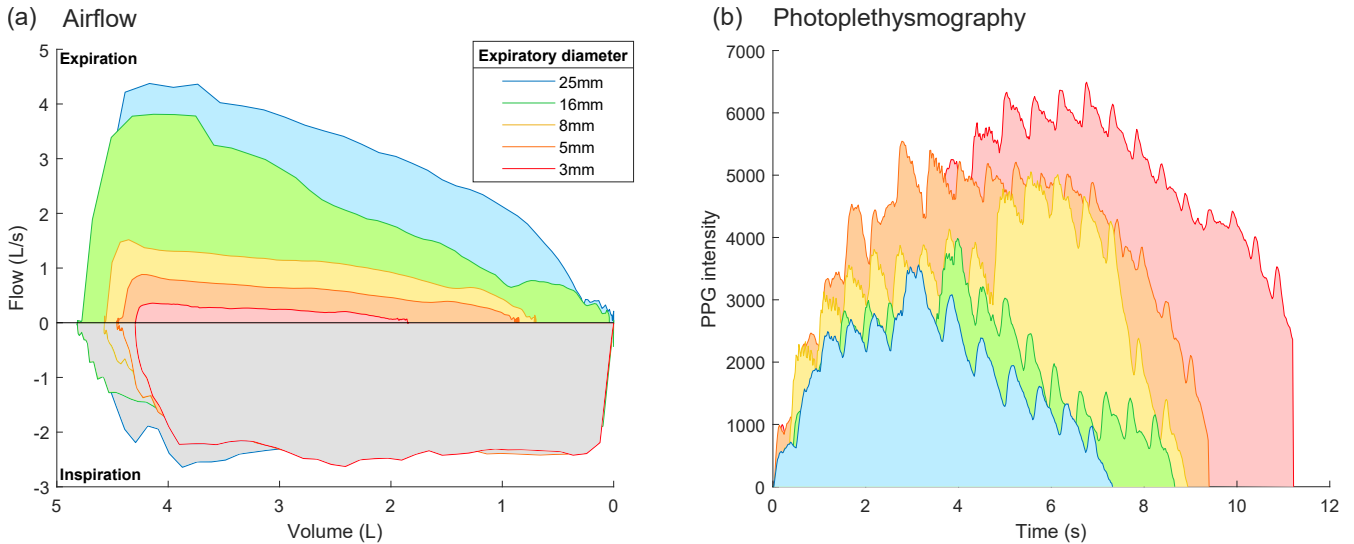 (a) Airflow
5
4
3
2
1
0
-1
-2
-3
Flow (L/s)
Expiration
Inspiration
Expiratory diameter
25mm
16mm
8mm
5mm
3mm
5 4 3 2 1 0
Volume (L)
(b) Photoplethysmography
7000
6000
5000
4000
3000
2000
1000
0
PPG intensity
0 2 4 6 8 10 12
Time (s)